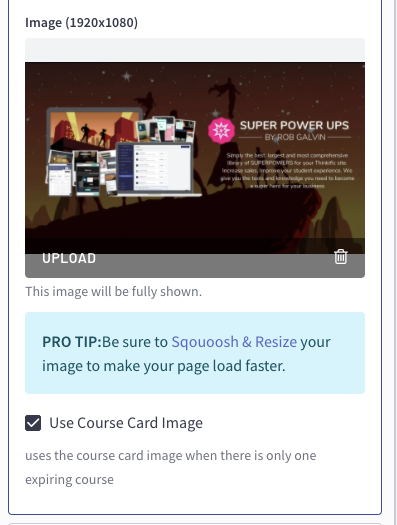 Image (1920x1080)
SUPER POWER UPS
BY ROB GALVIN
Simply the best, largest and most comprehensive
library of SUPERPOWERS for your Thinkific site.
Increase sales, improve your student experience. We
give you the tools and knowledge you need to become
a super hero for your business
UPLOAD
This image will be fully shown.
PRO TIP:Be sure to Sqouoosh & Resize your
image to make your page load faster.
Use Course Card Image
uses the course card image when there is only one
expiring course